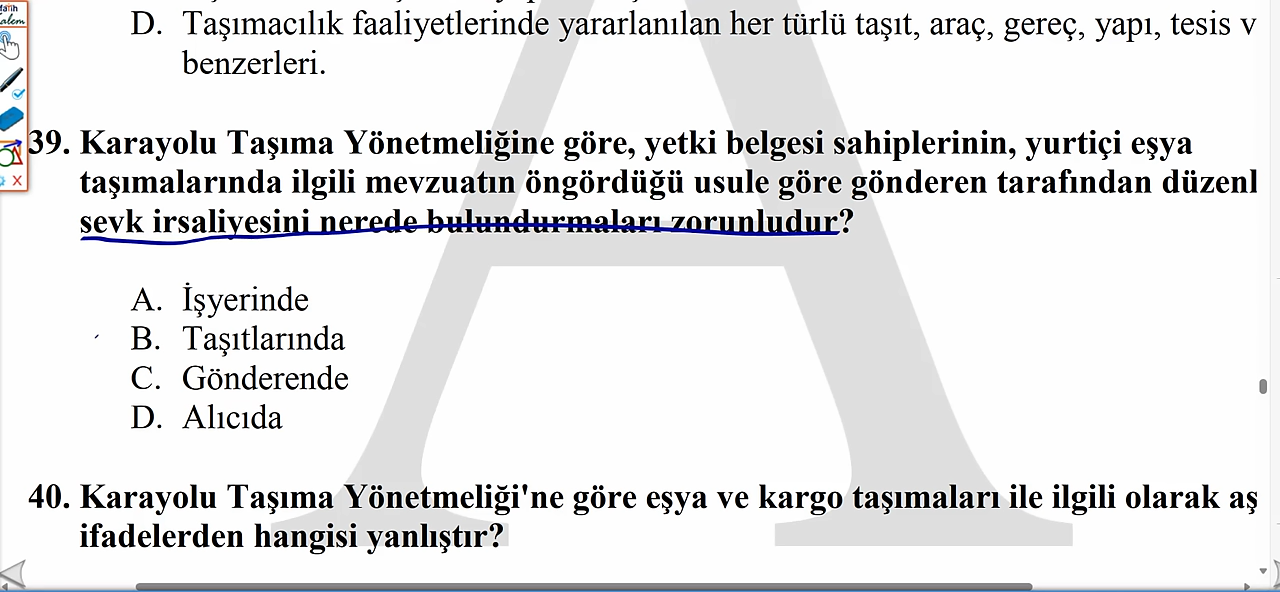 fatih
kalem
D. Taşımacılık faaliyetlerinde yararlanılan her türlü taşıt, araç, gereç, yapı, tesis v
benzerleri.
39. Karayolu Taşıma Yönetmeliğine göre, yetki belgesi sahiplerinin, yurtiçi eşya
taşımalarında ilgili mevzuatın öngördüğü usule göre gönderen tarafından düzenl
sevk irsaliyesini nerede bulundurmaları zorunludur?
A. İşyerinde
B. Taşıtlarında
C. Gönderende
D. Alıcıda
40. Karayolu Taşıma Yönetmeliği'ne göre eşya ve kargo taşımaları ile ilgili olarak aş
ifadelerden hangisi yanlıştır?